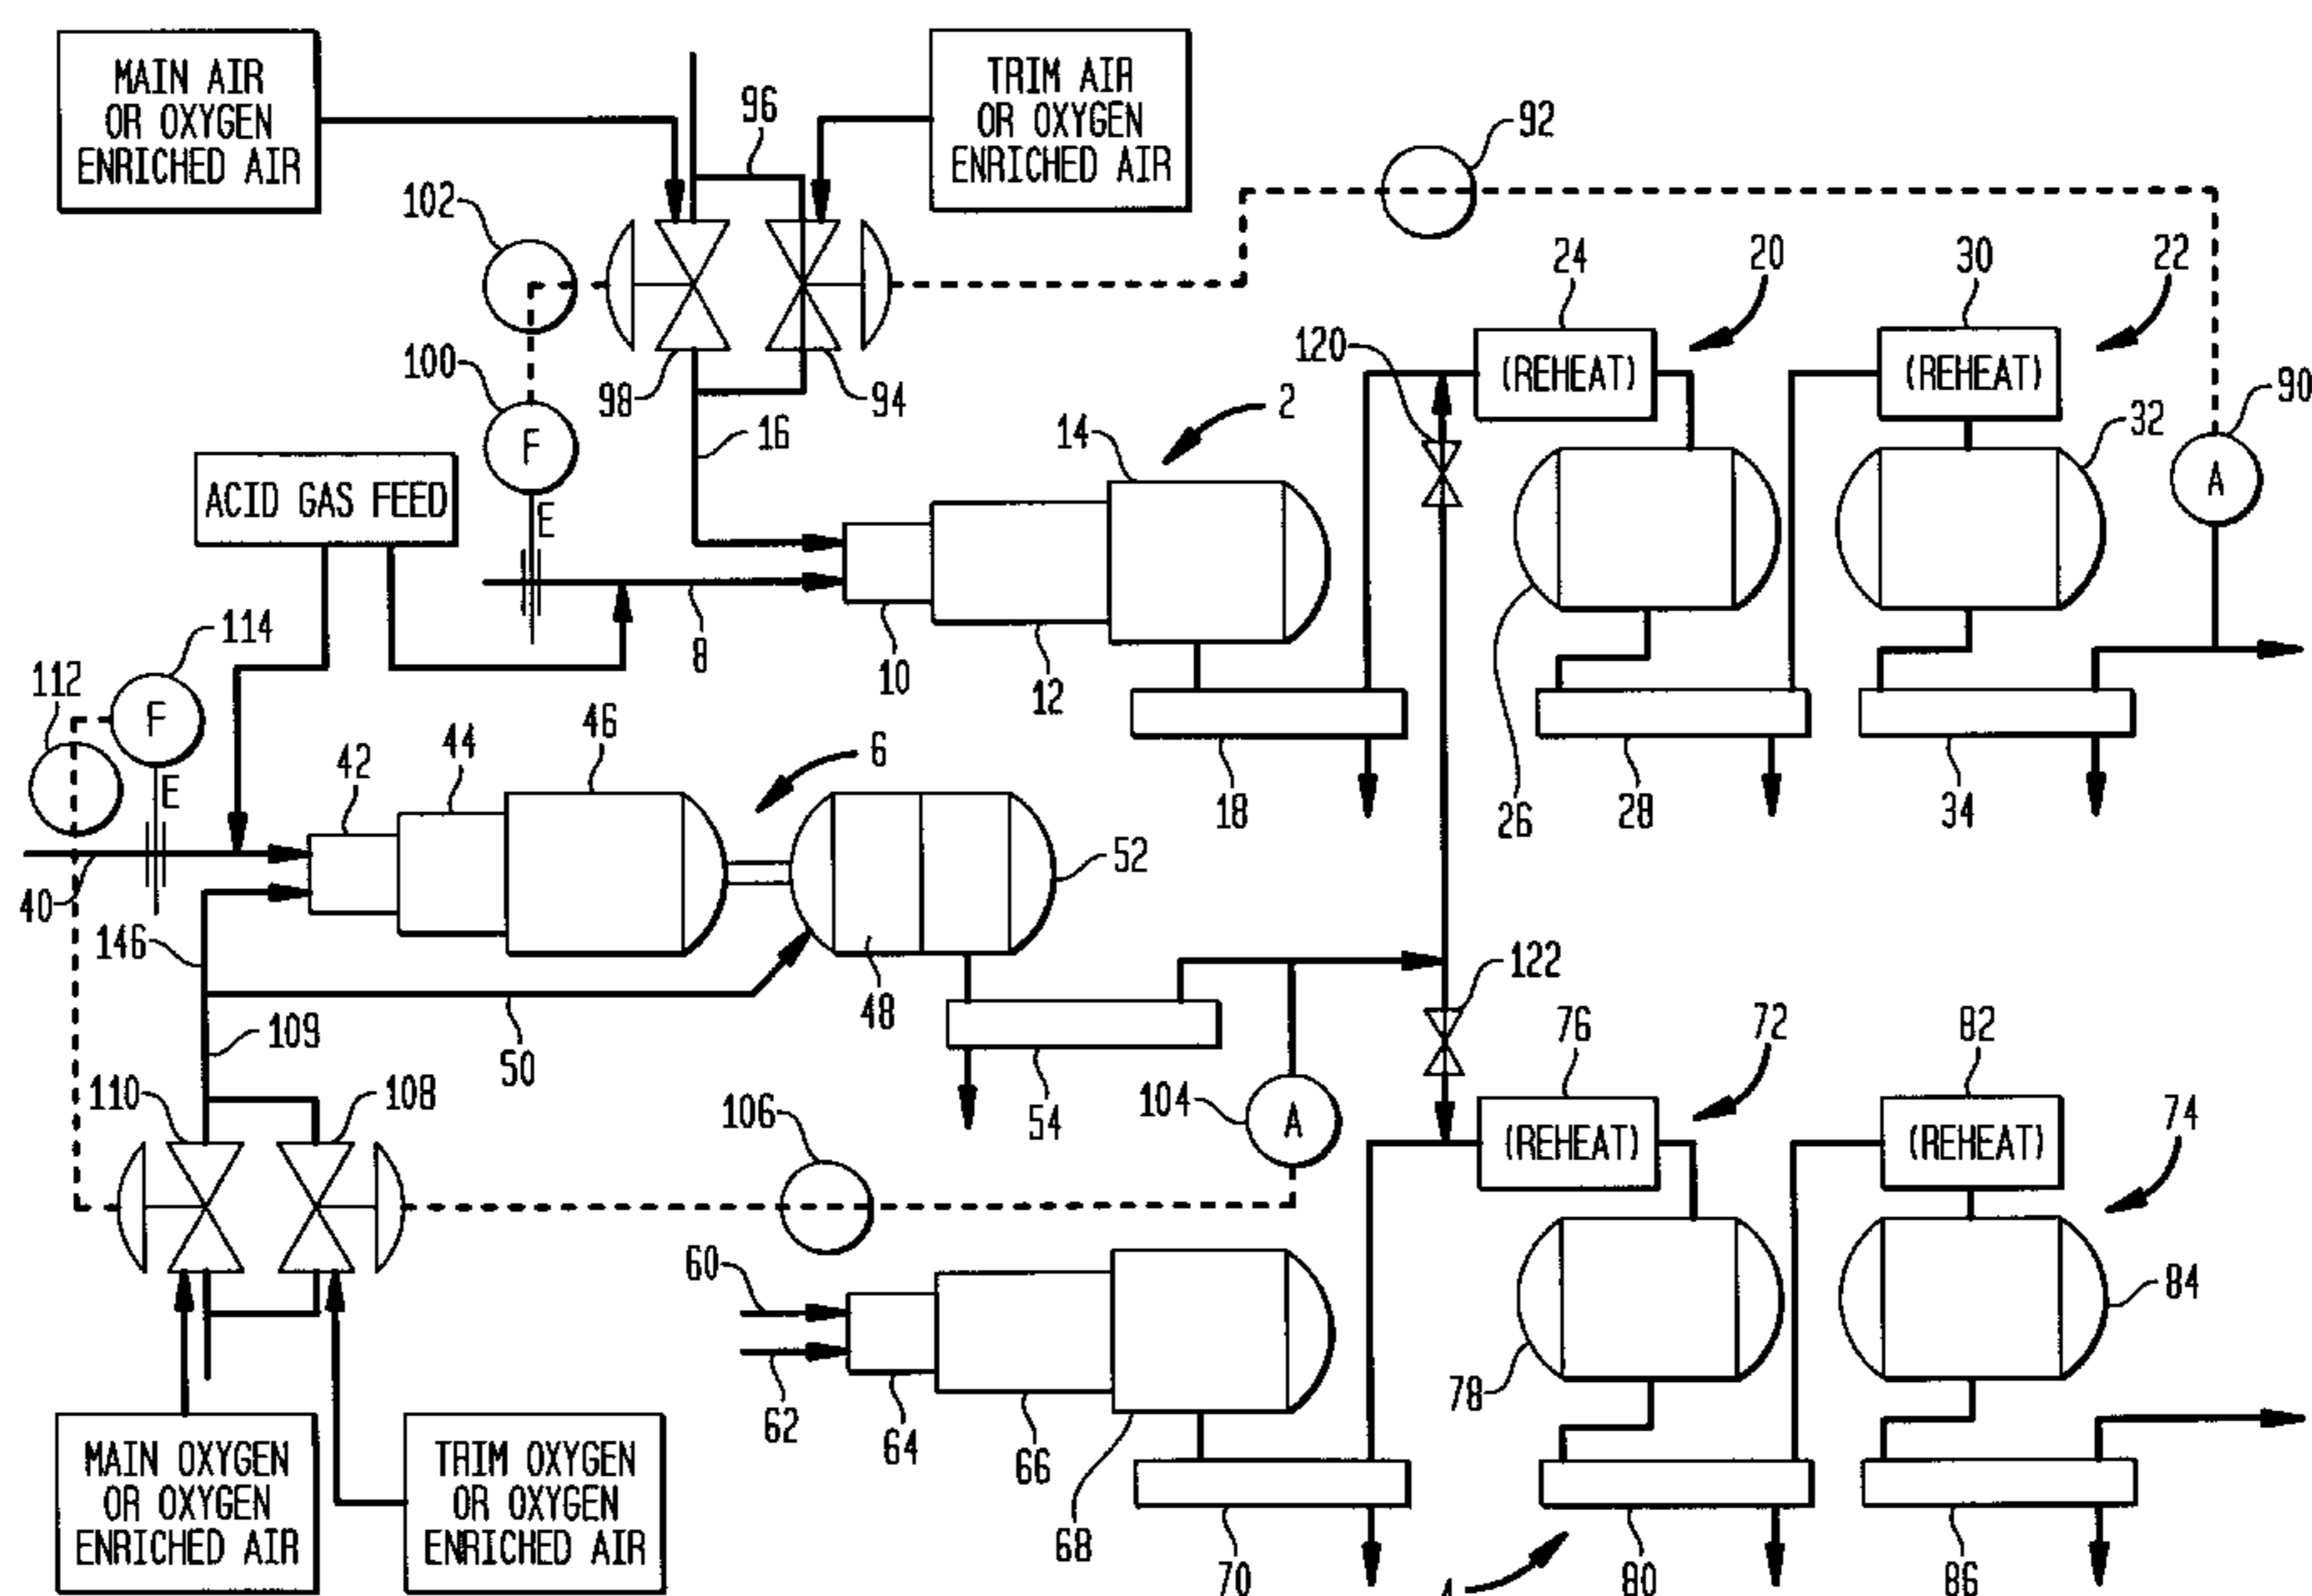 MAIN AIR
OR OXYGEN
ENRICHED AIR
96
TRIM AIR
OR OXYGEN
ENRICHED AIR
92
102
24
20
30
22
100
98
94
120
(REHEAT)
(REHEAT)
90
F
16
14
2
32
A
ACID GAS FEED
E
114
8
10
12
26
28
34
18
112
F
E
42
44
46
6
52
40
146
48
122
109
50
54
76
72
82
74
110
108
106
104
A
(REHEAT)
(REHEAT)
60
84
62
64
66
68
78
MAIN OXYGEN
OR OXYGEN
ENRICHED AIR
TRIM OXYGEN
OR OXYGEN
ENRICHED AIR
70
4
80
86